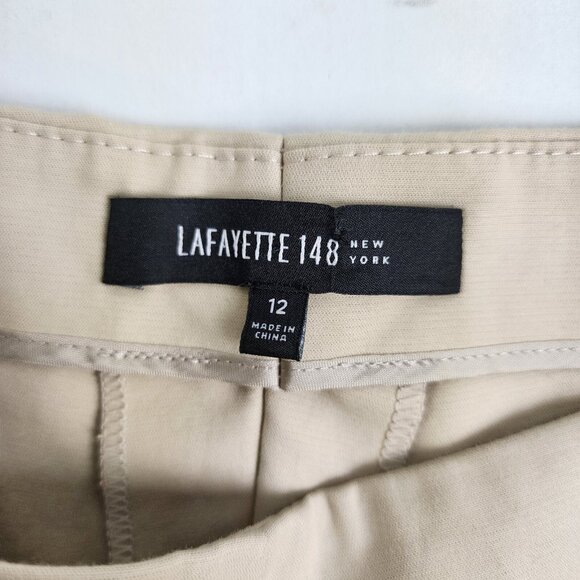 LAFAYETTE 148 NEW YORK
12
MADE IN
CHINA